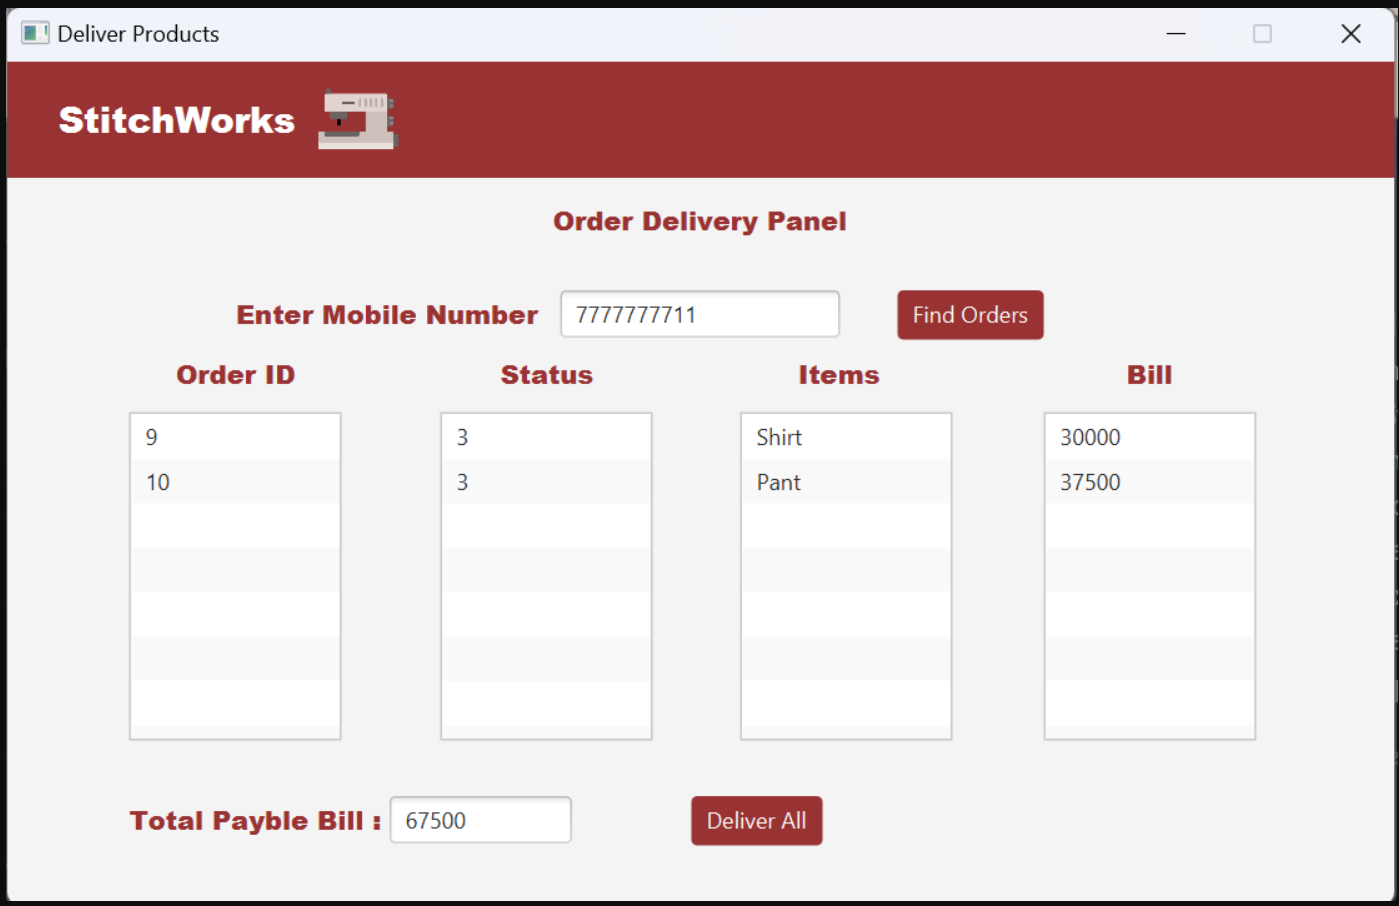 Deliver Products
StitchWorks
Order Delivery Panel
Enter Mobile Number 7777777711 Find Orders
Order ID Status Items Bill
9 3 Shirt 30000
10 3 Pant 37500
Total Payble Bill : 67500 Deliver All